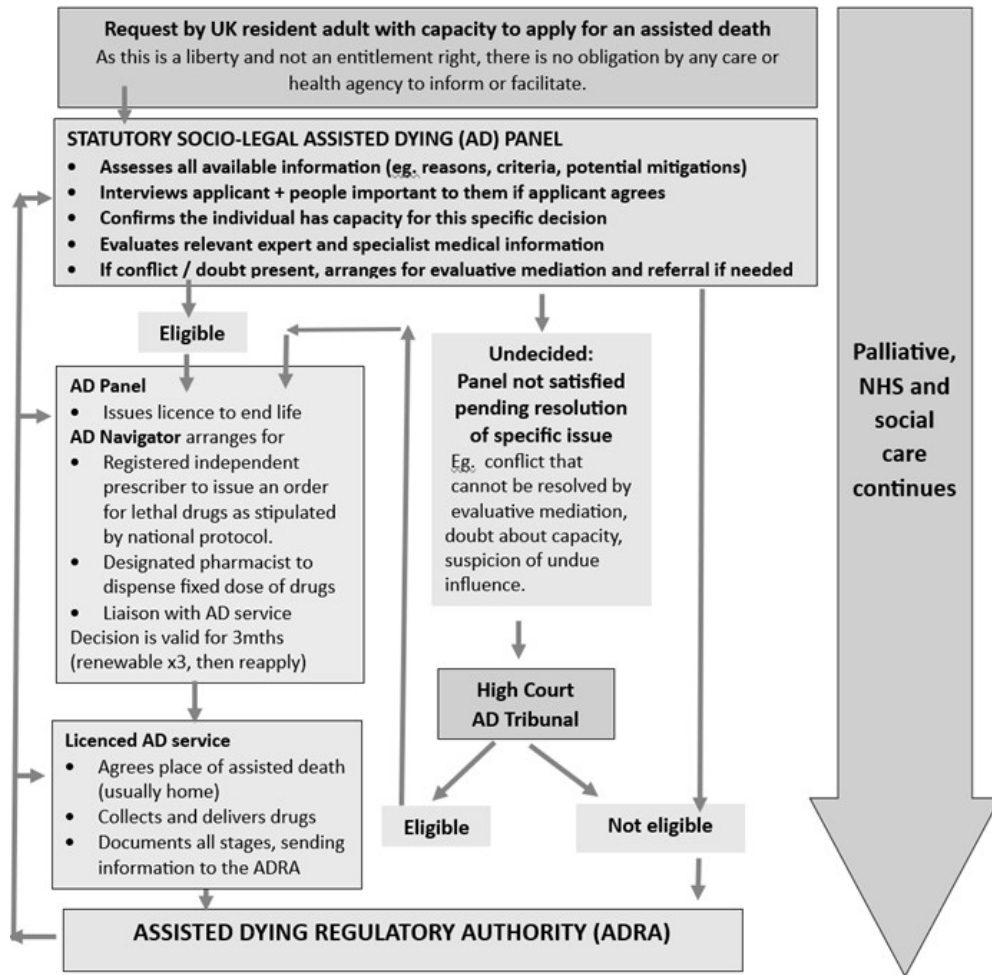 Request by UK resident adult with capacity to apply for an assisted death
As this is a liberty and not an entitlement right, there is no obligation by any care or
health agency to inform or facilitate.
STATUTORY SOCIO-LEGAL ASSISTED DYING (AD) PANEL
• Assesses all available information (eg. reasons, criteria, potential mitigations)
• Interviews applicant + people important to them if applicant agrees
• Confirms the individual has capacity for this specific decision
• Evaluates relevant expert and specialist medical information
• If conflict / doubt present, arranges for evaluative mediation and referral if needed
Eligible
AD Panel
• Issues licence to end life
AD Navigator arranges for
• Registered independent
prescriber to issue an order
for lethal drugs as stipulated
by national protocol.
• Designated pharmacist to
dispense fixed dose of drugs
• Liaison with AD service
Decision is valid for 3mths
(renewable x3, then reapply)
Undecided:
Panel not satisfied
pending resolution
of specific issue
Eg. conflict that
cannot be resolved by
evaluative mediation,
doubt about capacity,
suspicion of undue
influence.
High Court
AD Tribunal
Eligible
Not eligible
Licenced AD service
• Agrees place of assisted death
(usually home)
• Collects and delivers drugs
• Documents all stages, sending
information to the ADRA
ASSISTED DYING REGULATORY AUTHORITY (ADRA)
Palliative,
NHS and
social
care
continues